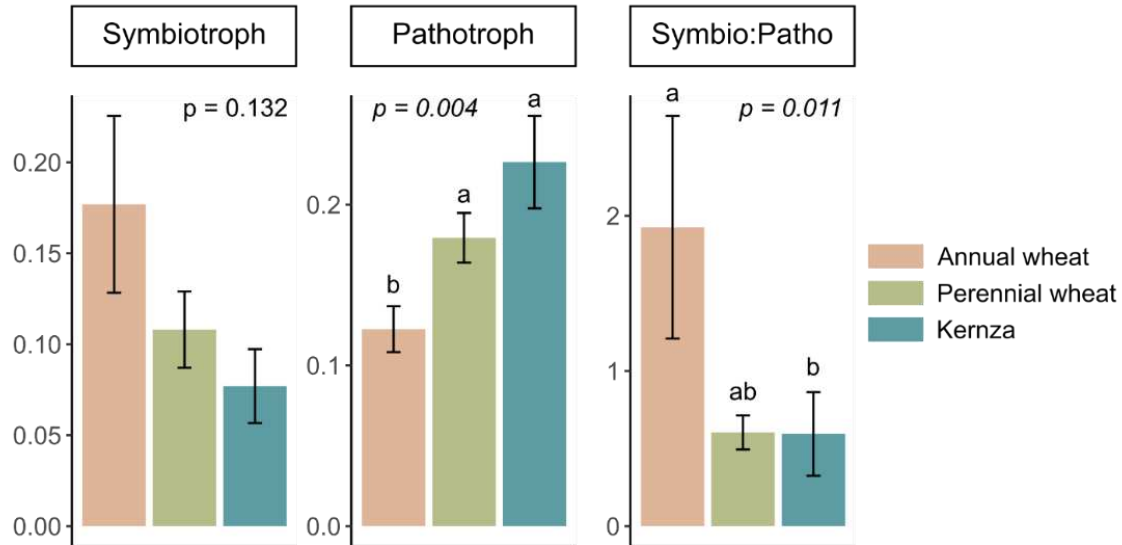 Symbiotroph Pathotroph Symbio:Patho
p = 0.132
0.20
0.15
0.10
0.05
0.00
p = 0.004
a
a
b
0.2
0.1
0.0
a
p = 0.011
ab
b
2
1
0
Annual wheat
Perennial wheat
Kernza